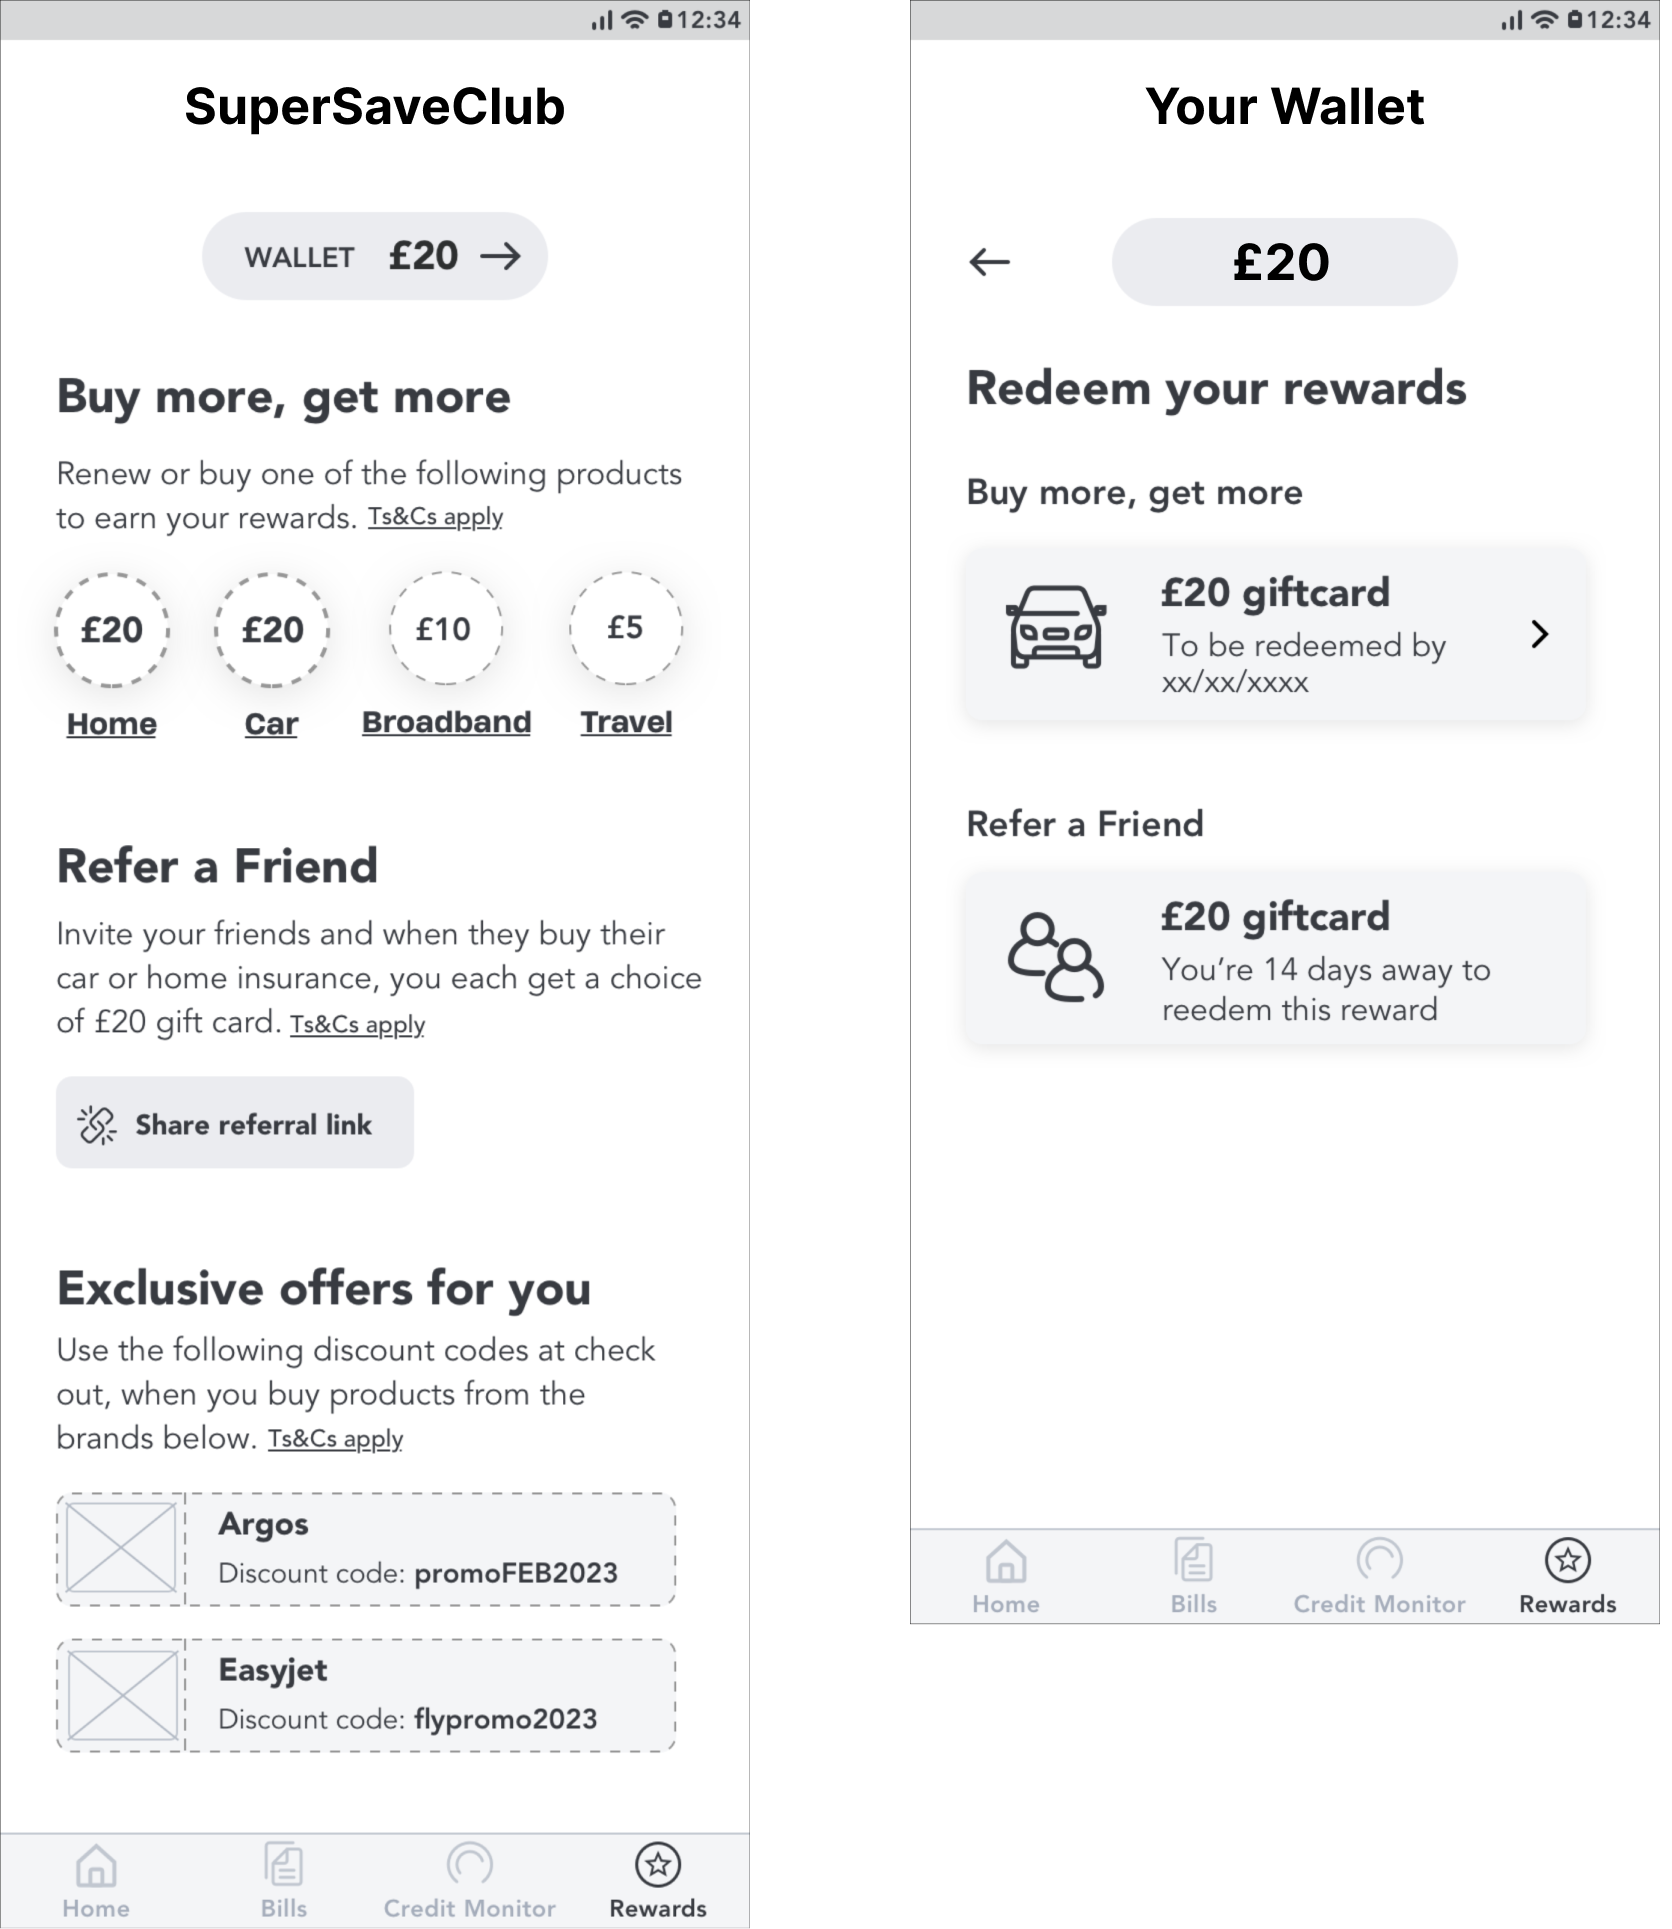 12:34
SuperSaveClub
WALLET £20
Buy more, get more
Renew or buy one of the following products
to earn your rewards. Ts&Cs apply
£20 £20 £10 £5
Home Car Broadband Travel
Refer a Friend
Invite your friends and when they buy their
car or home insurance, you each get a choice
of £20 gift card. Ts&Cs apply
Share referral link
Exclusive offers for you
Use the following discount codes at check
out, when you buy products from the
brands below. Ts&Cs apply
Argos
Discount code: promoFEB2023
Easyjet
Discount code: flypromo2023
Home Bills Credit Monitor Rewards
12:34
Your Wallet
£20
Redeem your rewards
Buy more, get more
£20 giftcard
To be redeemed by
xx/xx/xxxx
Refer a Friend
£20 giftcard
You’re 14 days away to
reedem this reward
Home Bills Credit Monitor Rewards